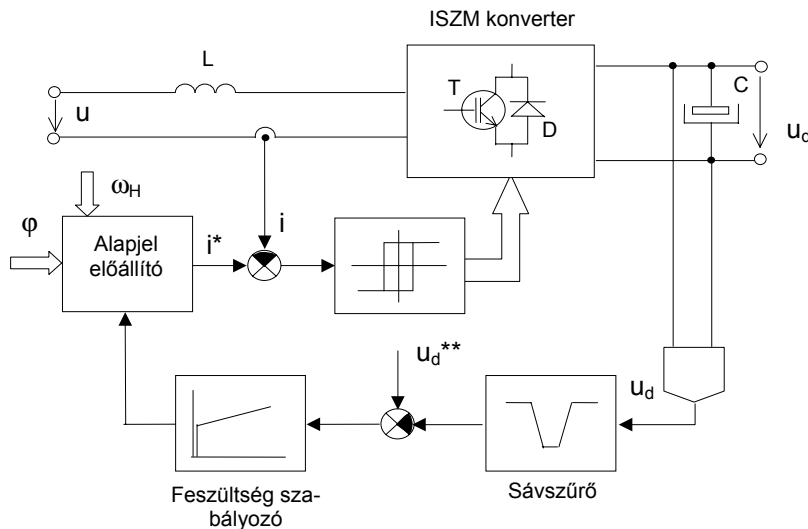 ISZM konverter
L
T
D
C
u
u_d
ω_H
φ
Alapjel
előállító
i*
i
u_d**
u_d
Feszültség sza-
bályozó
Sávszűrő